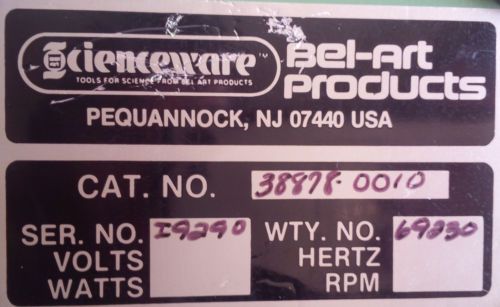 Scienceware™
TOOLS FOR SCIENCE FROM BEL-ART PRODUCTS
Bel-Art
Products
PEQUANNOCK, NJ 07440 USA
CAT. NO. 38878-0010
SER. NO. I9290 WTY. NO. 69230
VOLTS HERTZ
WATTS RPM